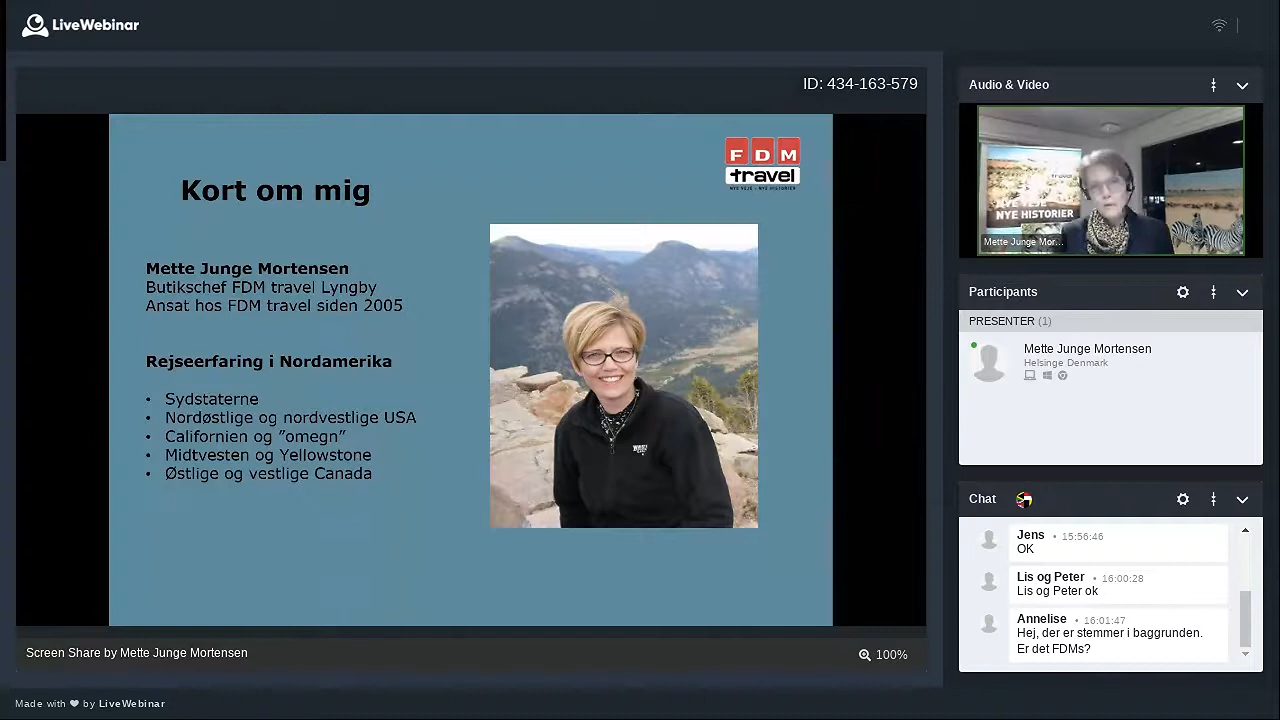 LiveWebinar
ID: 434-163-579
Kort om mig
FDM
travel
NYE VEJE - NYE HISTORIER
Mette Junge Mortensen
Butikschef FDM travel Lyngby
Ansat hos FDM travel siden 2005
Rejseerfaring i Nordamerika
• Sydstaterne
• Nordøstlige og nordvestlige USA
• Californien og ”omegn”
• Midtvesten og Yellowstone
• Østlige og vestlige Canada
Screen Share by Mette Junge Mortensen
100%
Made with ❤ by LiveWebinar
Audio & Video
travel
NYE VEJE
NYE HISTORIER
Mette Junge Mor...
Participants
PRESENTER (1)
Mette Junge Mortensen
Helsinge Denmark
Chat
Jens • 15:56:46
OK
Lis og Peter • 16:00:28
Lis og Peter ok
Annelise • 16:01:47
Hej, der er stemmer i baggrunden.
Er det FDMs?